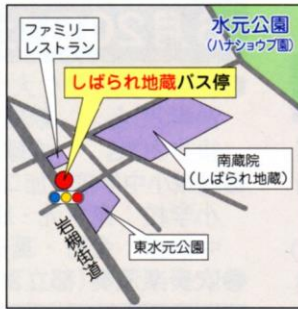 水元公園
(ハナショウブ園)
ファミリー
レストラン
しばられ地蔵バス停
南蔵院
(しばられ地蔵)
東水元公園
岩槻街道